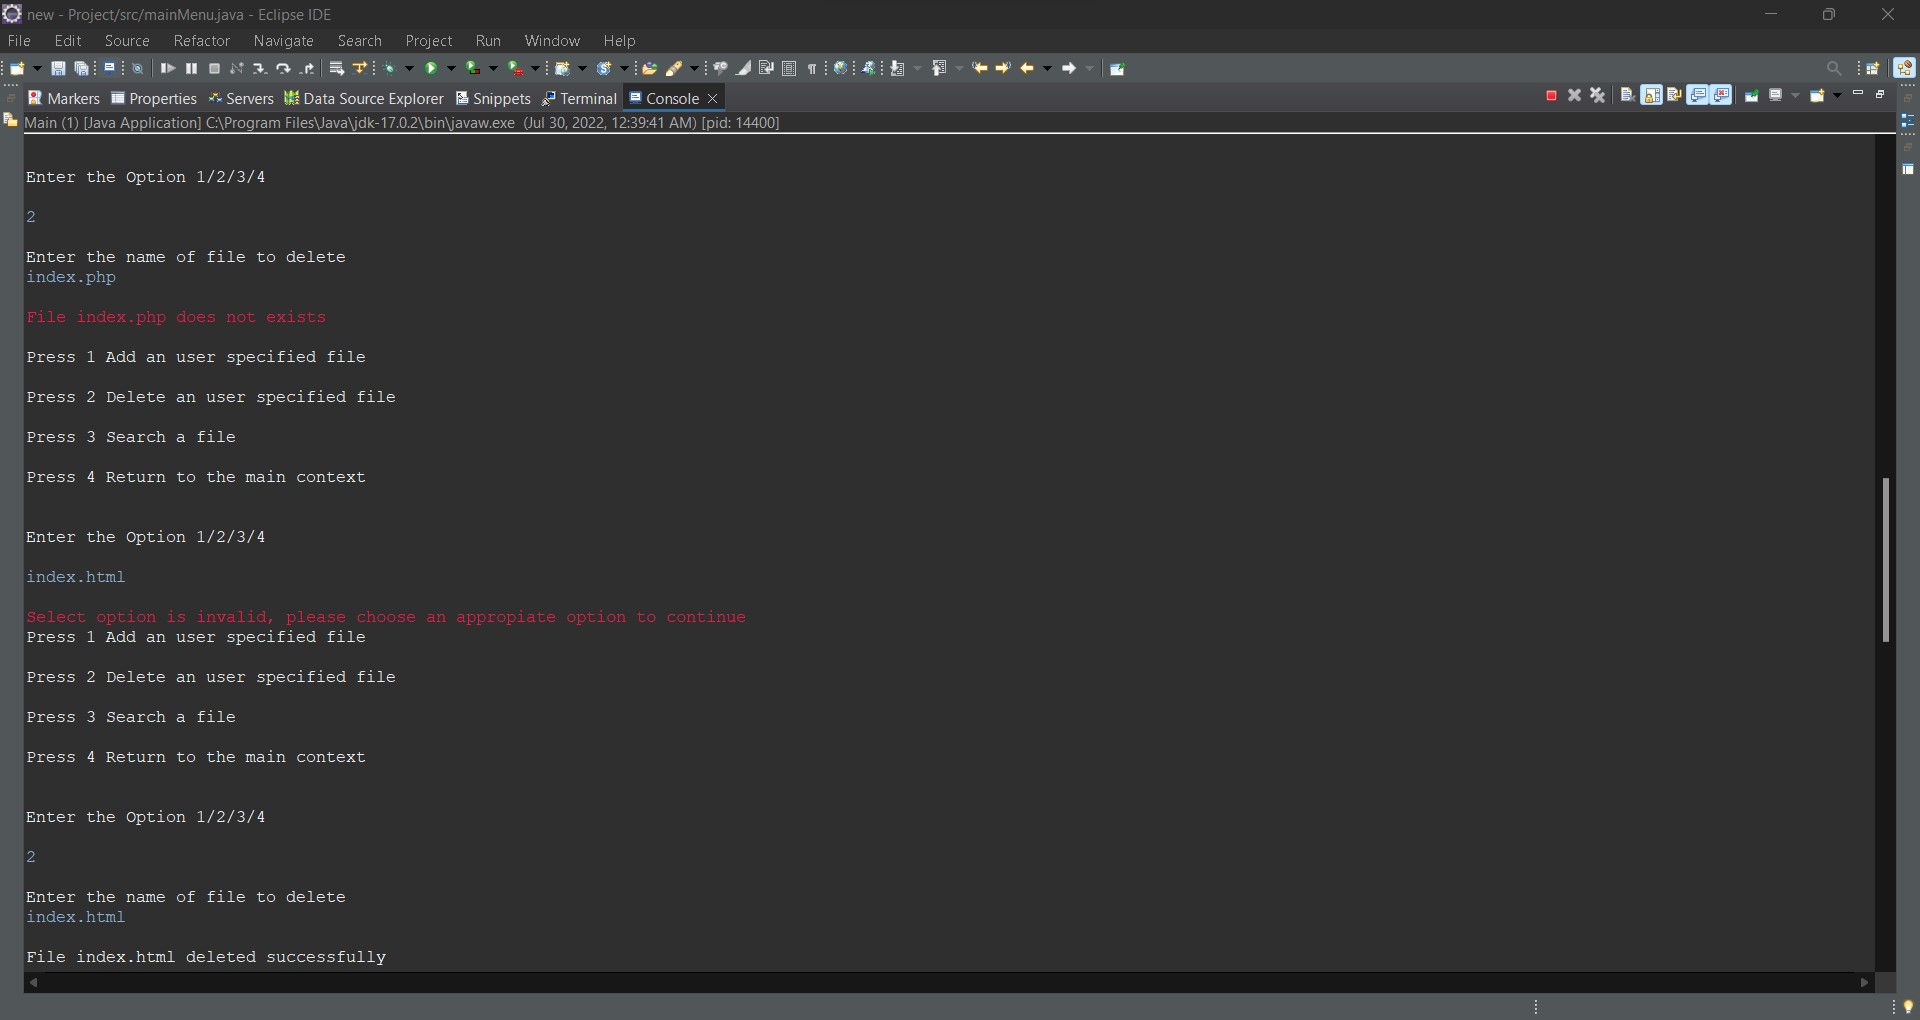 new - Project/src/mainMenu.java - Eclipse IDE
File Edit Source Refactor Navigate Search Project Run Window Help
Markers Properties Servers Data Source Explorer Snippets Terminal Console
Main (1) [Java Application] C:\Program Files\Java\jdk-17.0.2\bin\javaw.exe (Jul 30, 2022, 12:39:41 AM) [pid: 14400]
Enter the Option 1/2/3/4
2
Enter the name of file to delete
index.php
File index.php does not exists
Press 1 Add an user specified file
Press 2 Delete an user specified file
Press 3 Search a file
Press 4 Return to the main context
Enter the Option 1/2/3/4
index.html
Select option is invalid, please choose an appropiate option to continue
Press 1 Add an user specified file
Press 2 Delete an user specified file
Press 3 Search a file
Press 4 Return to the main context
Enter the Option 1/2/3/4
2
Enter the name of file to delete
index.html
File index.html deleted successfully